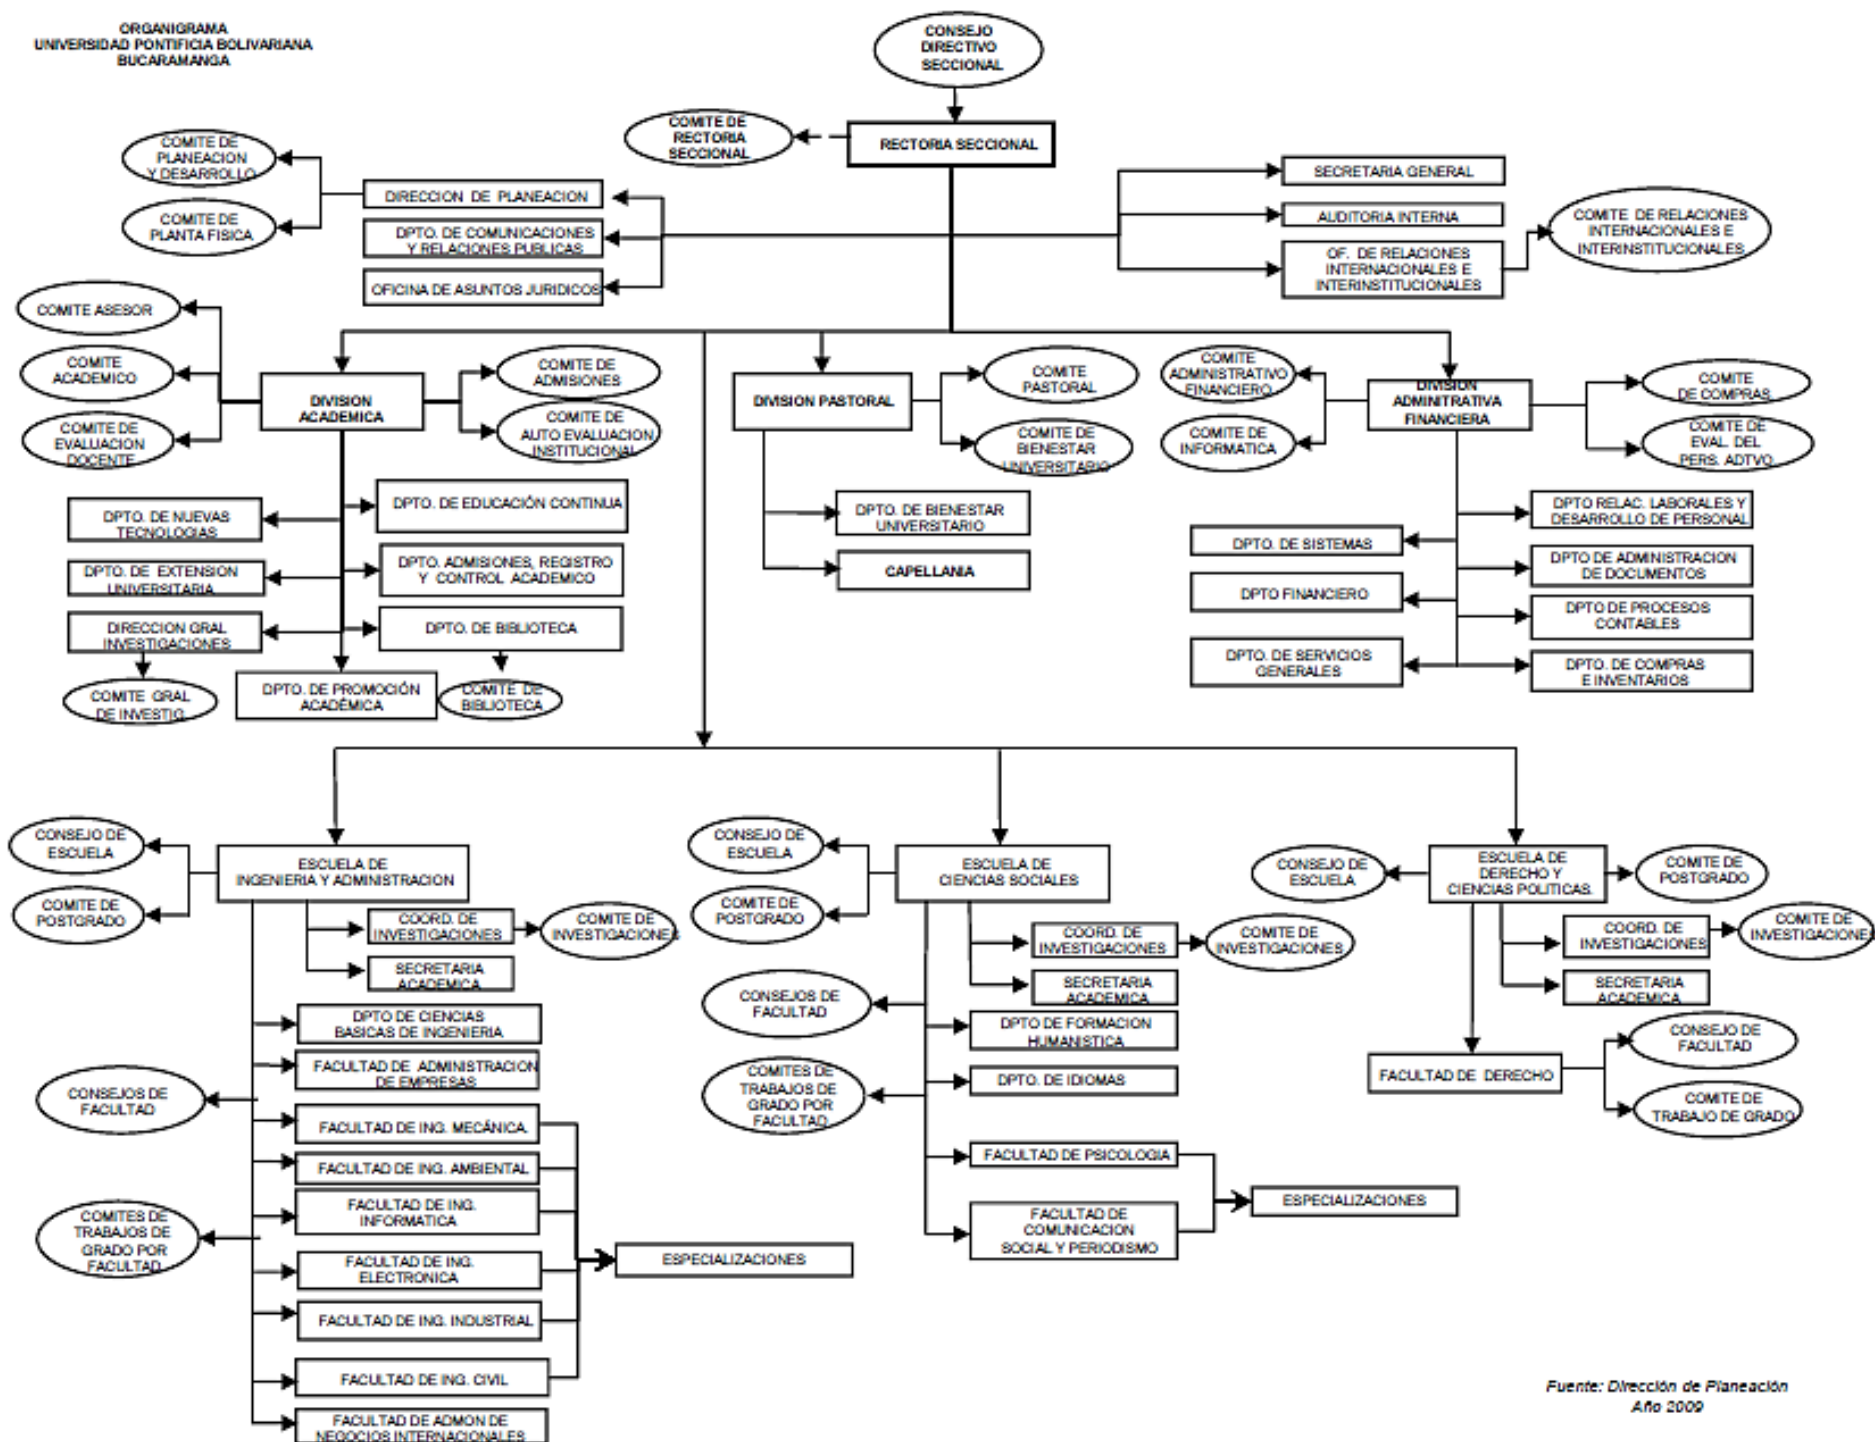 ORGANIGRAMA
UNIVERSIDAD PONTIFICIA BOLIVARIANA
BUCARAMANGA
CONSEJO
DIRECTIVO
SECCIONAL
COMITE DE
RECTORIA
SECCIONAL
RECTORIA SECCIONAL
COMITE DE
PLANEACION
Y DESARROLLO
COMITE DE
PLANTA FISICA
DIRECCION DE PLANEACION
DPTO. DE COMUNICACIONES
Y RELACIONES PUBLICAS
OFICINA DE ASUNTOS JURIDICOS
SECRETARIA GENERAL
AUDITORIA INTERNA
OF. DE RELACIONES
INTERNACIONALES E
INTERINSTITUCIONALES
COMITE DE RELACIONES
INTERNACIONALES E
INTERINSTITUCIONALES
COMITE ASESOR
COMITE
ACADEMICO
COMITE DE
EVALUACION
DOCENTE
DIVISION
ACADEMICA
COMITE DE
ADMISIONES
COMITE DE
AUTO EVALUACION
INSTITUCIONAL
DIVISION PASTORAL
COMITE
PASTORAL
COMITE DE
BIENESTAR
UNIVERSITARIO
COMITE
ADMINISTRATIVO
FINANCIERO
COMITE DE
INFORMATICA
DIVISION
ADMINITRATIVA
FINANCIERA
COMITE
DE COMPRAS
COMITE DE
EVAL. DEL
PERS. ADTVO
DPTO. DE NUEVAS
TECNOLOGIAS
DPTO. DE EXTENSION
UNIVERSITARIA
DIRECCION GRAL
INVESTIGACIONES
COMITE GRAL
DE INVESTIG.
DPTO. DE EDUCACIÓN CONTINUA
DPTO. ADMISIONES, REGISTRO
Y CONTROL ACADEMICO
DPTO. DE BIBLIOTECA
DPTO. DE PROMOCIÓN
ACADÉMICA
COMITE DE
BIBLIOTECA
DPTO. DE BIENESTAR
UNIVERSITARIO
CAPELLANIA
DPTO. DE SISTEMAS
DPTO FINANCIERO
DPTO. DE SERVICIOS
GENERALES
DPTO RELAC. LABORALES Y
DESARROLLO DE PERSONAL
DPTO DE ADMINISTRACION
DE DOCUMENTOS
DPTO DE PROCESOS
CONTABLES
DPTO. DE COMPRAS
E INVENTARIOS
CONSEJO DE
ESCUELA
COMITE DE
POSTGRADO
ESCUELA DE
INGENIERIA Y ADMINISTRACION
COORD. DE
INVESTIGACIONES
COMITE DE
INVESTIGACIONES
SECRETARIA
ACADEMICA
DPTO DE CIENCIAS
BASICAS DE INGENIERIA
FACULTAD DE ADMINISTRACION
DE EMPRESAS
CONSEJOS DE
FACULTAD
FACULTAD DE ING. MECÁNICA.
FACULTAD DE ING. AMBIENTAL
FACULTAD DE ING.
INFORMATICA
COMITES DE
TRABAJOS DE
GRADO POR
FACULTAD
FACULTAD DE ING.
ELECTRONICA
FACULTAD DE ING. INDUSTRIAL
FACULTAD DE ING. CIVIL
FACULTAD DE ADMON DE
NEGOCIOS INTERNACIONALES
ESPECIALIZACIONES
CONSEJO DE
ESCUELA
COMITE DE
POSTGRADO
ESCUELA DE
CIENCIAS SOCIALES
COORD. DE
INVESTIGACIONES
COMITE DE
INVESTIGACIONES
SECRETARIA
ACADEMICA
CONSEJOS DE
FACULTAD
DPTO DE FORMACION
HUMANISTICA
COMITES DE
TRABAJOS DE
GRADO POR
FACULTAD
DPTO. DE IDIOMAS
FACULTAD DE PSICOLOGIA
FACULTAD DE
COMUNICACION
SOCIAL Y PERIODISMO
ESPECIALIZACIONES
CONSEJO DE
ESCUELA
ESCUELA DE
DERECHO Y
CIENCIAS POLITICAS.
COMITE DE
POSTGRADO
COORD. DE
INVESTIGACIONES
COMITE DE
INVESTIGACIONES
SECRETARIA
ACADEMICA
FACULTAD DE DERECHO
CONSEJO DE
FACULTAD
COMITE DE
TRABAJO DE GRADO
Fuente: Dirección de Planeación
Año 2009